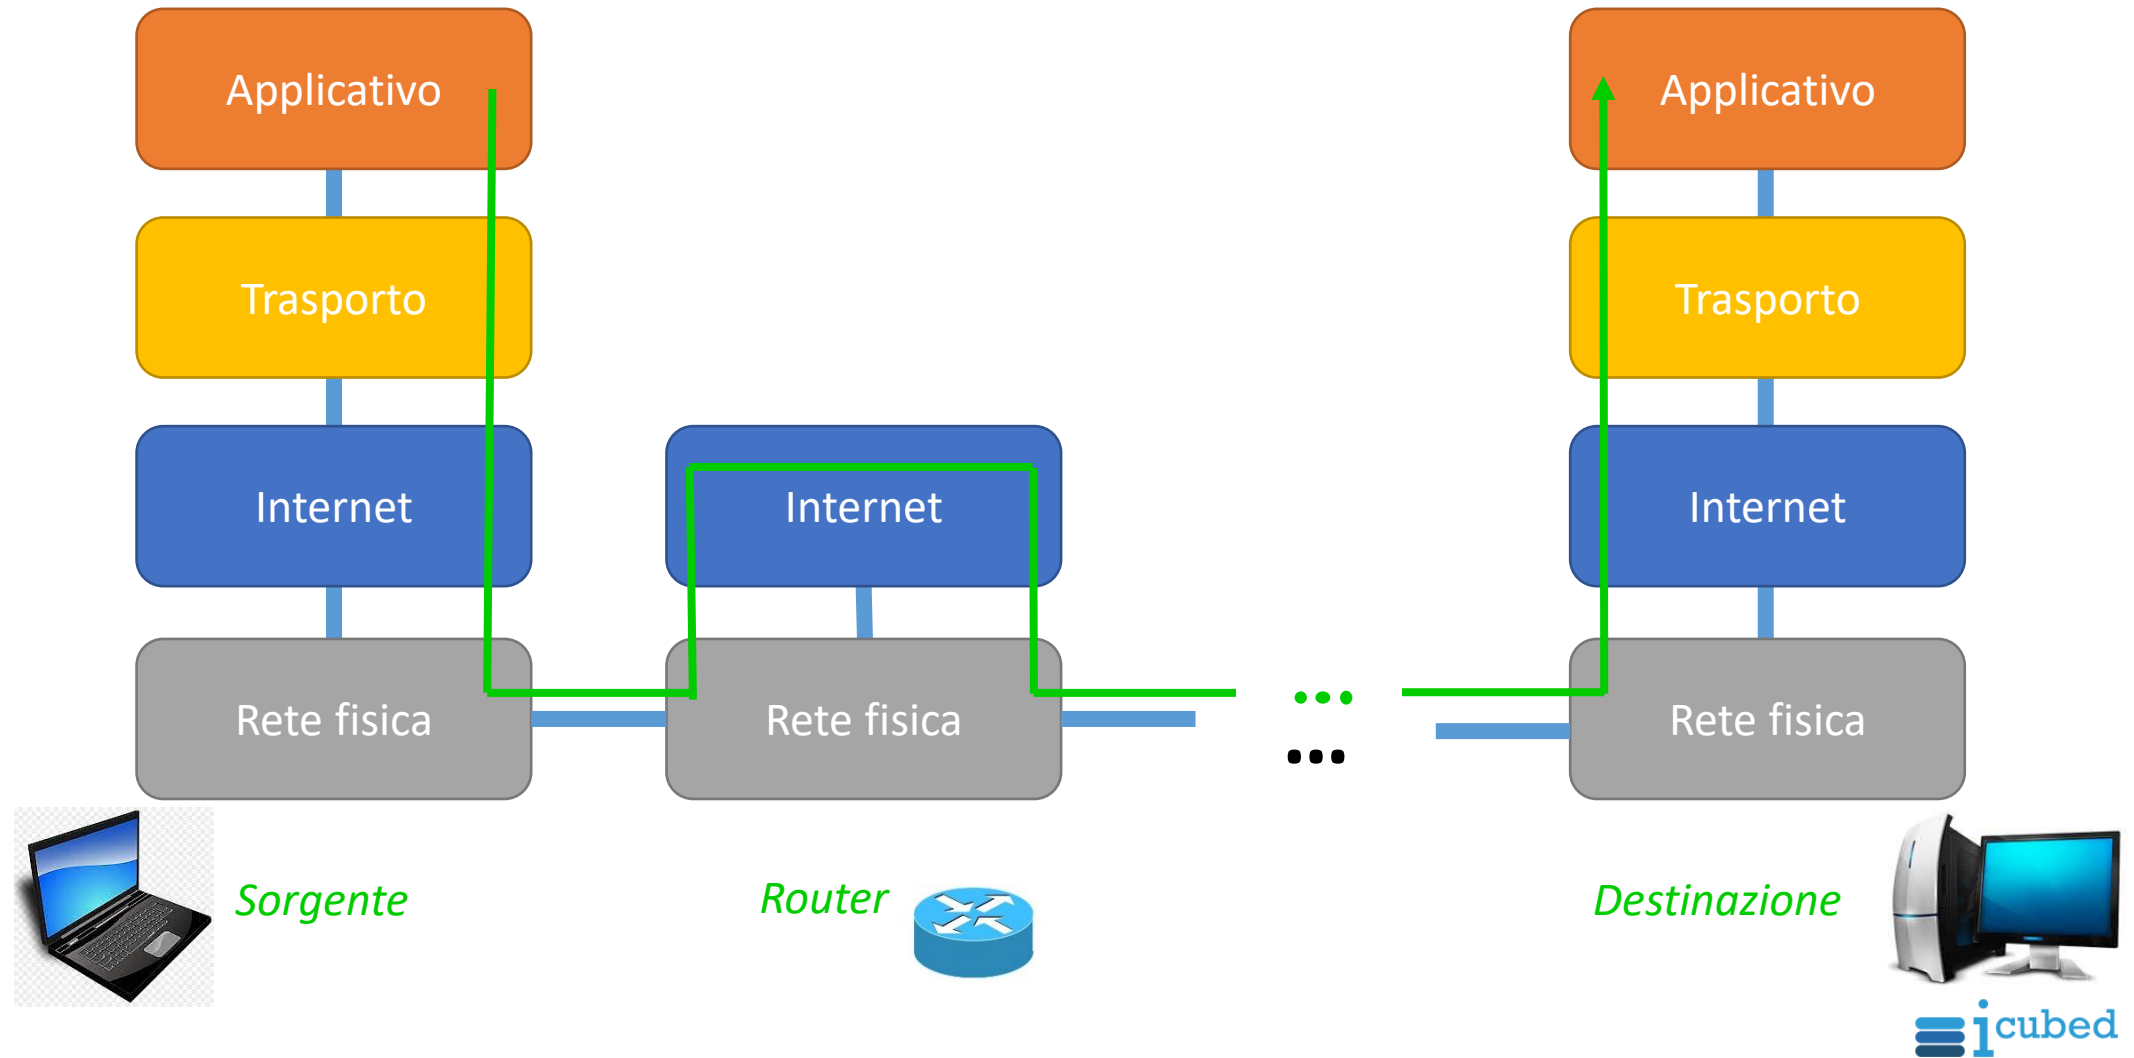 Applicativo
Applicativo
Trasporto
Trasporto
Internet
Internet
Internet
Rete fisica
Rete fisica
...
...
Rete fisica
Sorgente
Router
Destinazione
icubed